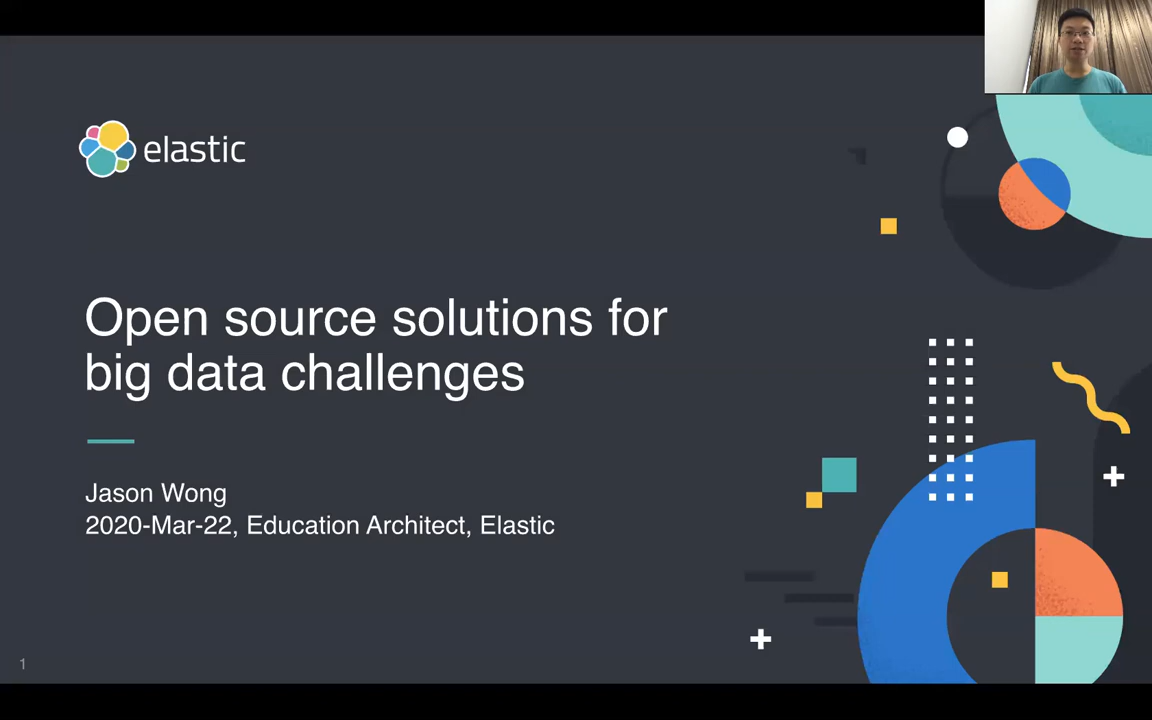 elastic
Open source solutions for
big data challenges
Jason Wong
2020-Mar-22, Education Architect, Elastic
1